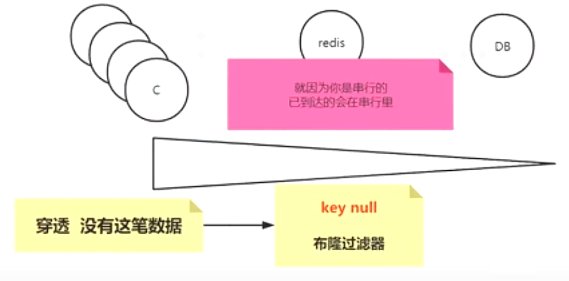 redis
DB
C
就因为你是串行的
已到达的会在串行里
穿透 没有这笔数据
key null
布隆过滤器